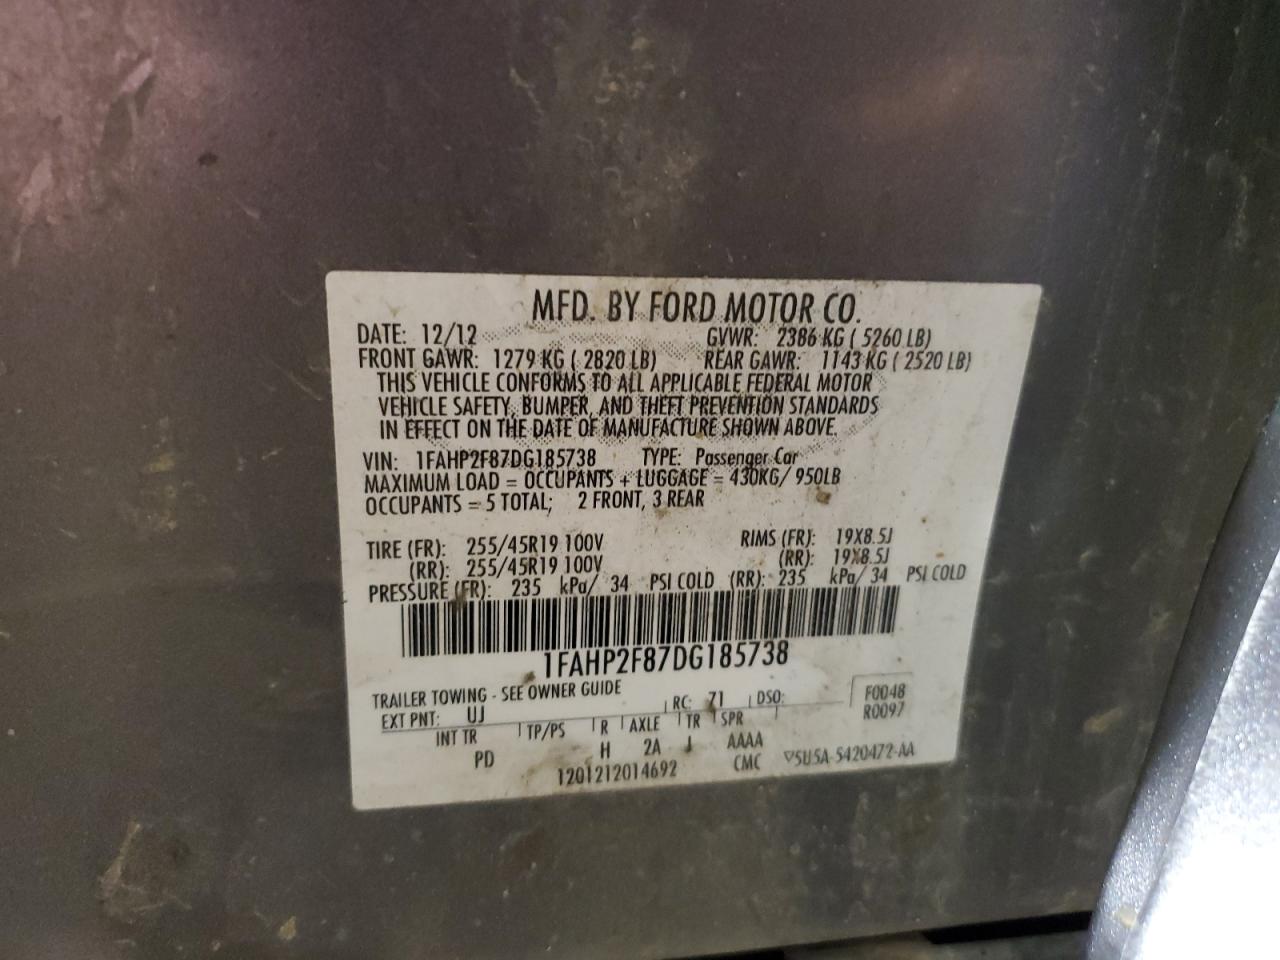 MFD. BY FORD MOTOR CO.
DATE: 12/12 GVWR: 2386 KG ( 5260 LB)
FRONT GAWR: 1279 KG ( 2820 LB) REAR GAWR: 1143 KG ( 2520 LB)
THIS VEHICLE CONFORMS TO ALL APPLICABLE FEDERAL MOTOR
VEHICLE SAFETY, BUMPER, AND THEFT PREVENTION STANDARDS
IN EFFECT ON THE DATE OF MANUFACTURE SHOWN ABOVE.
VIN: 1FAHP2F87DG185738 TYPE: Passenger Car
MAXIMUM LOAD = OCCUPANTS + LUGGAGE = 430KG/ 950LB
OCCUPANTS = 5 TOTAL; 2 FRONT, 3 REAR
TIRE (FR): 255/45R19 100V RIMS (FR): 19X8.5J
(RR): 255/45R19 100V (RR): 19X8.5J
PRESSURE (FR): 235 kPa/ 34 PSI COLD (RR): 235 kPa/ 34 PSI COLD
1FAHP2F87DG185738
TRAILER TOWING - SEE OWNER GUIDE
EXT PNT: UJ RC: 71 DSO: F0048
R0097
INT TR TP/PS R AXLE TR SPR
PD H 2A J AAAA
1201212014692 CMC ▽5U5A-5420472-AA